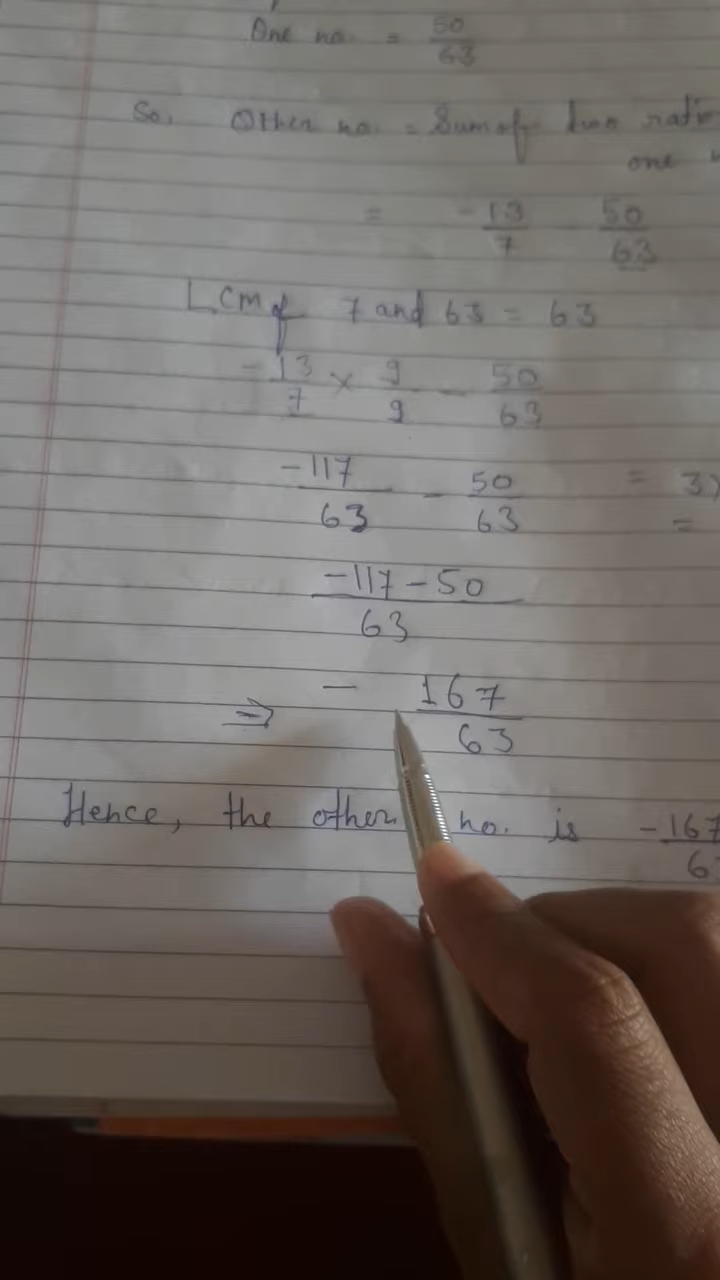 One no. = 50/63
So, Other no. = Sum of two
one
= -13/7 50/63
LCM of 7 and 63 = 63
-13/7 × 9/9 - 50/63
-117/63 - 50/63 = 3
=
-117 - 50/63
⇒ - 167/63
Hence, the other no. is -167/6